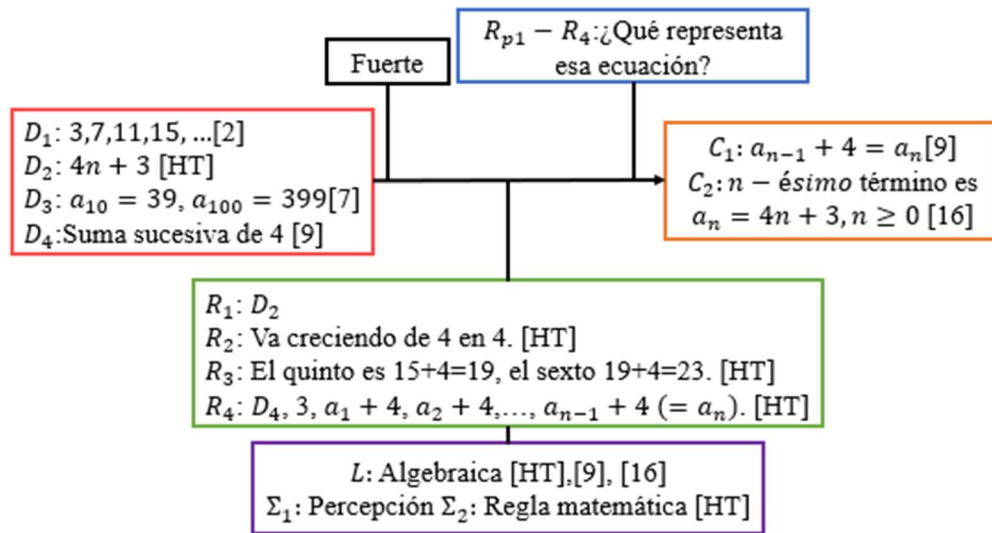 Fuerte
$R_{p1} - R_4$:¿Qué representa
esa ecuación?
$D_1$: 3,7,11,15, …[2]
$D_2$: $4n + 3$ [HT]
$D_3$: $a_{10} = 39, a_{100} = 399$[7]
$D_4$:Suma sucesiva de 4 [9]
$C_1$: $a_{n-1} + 4 = a_n$[9]
$C_2$: $n - ésimo$ término es
$a_n = 4n + 3, n \geq 0$ [16]
$R_1$: $D_2$
$R_2$: Va creciendo de 4 en 4. [HT]
$R_3$: El quinto es 15+4=19, el sexto 19+4=23. [HT]
$R_4$: $D_4$, 3, $a_1 + 4, a_2 + 4$,…, $a_{n-1} + 4 (= a_n)$. [HT]
$L$: Algebraica [HT],[9], [16]
$\Sigma_1$: Percepción $\Sigma_2$: Regla matemática [HT]